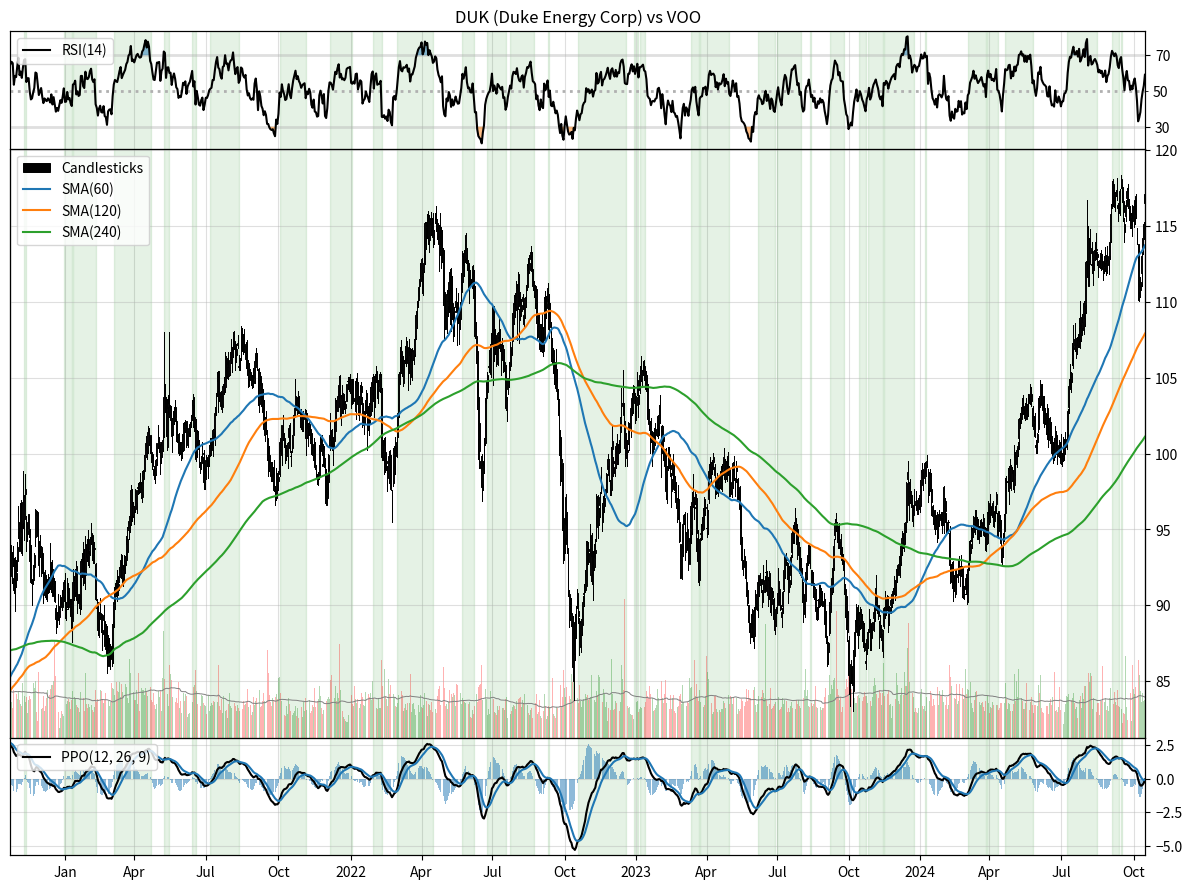 DUK (Duke Energy Corp) vs VOO
RSI(14)
70
50
30
Candlesticks
SMA(60)
SMA(120)
SMA(240)
120
115
110
105
100
95
90
85
PPO(12, 26, 9)
2.5
0.0
−2.5
−5.0
Jan Apr Jul Oct 2022 Apr Jul Oct 2023 Apr Jul Oct 2024 Apr Jul Oct